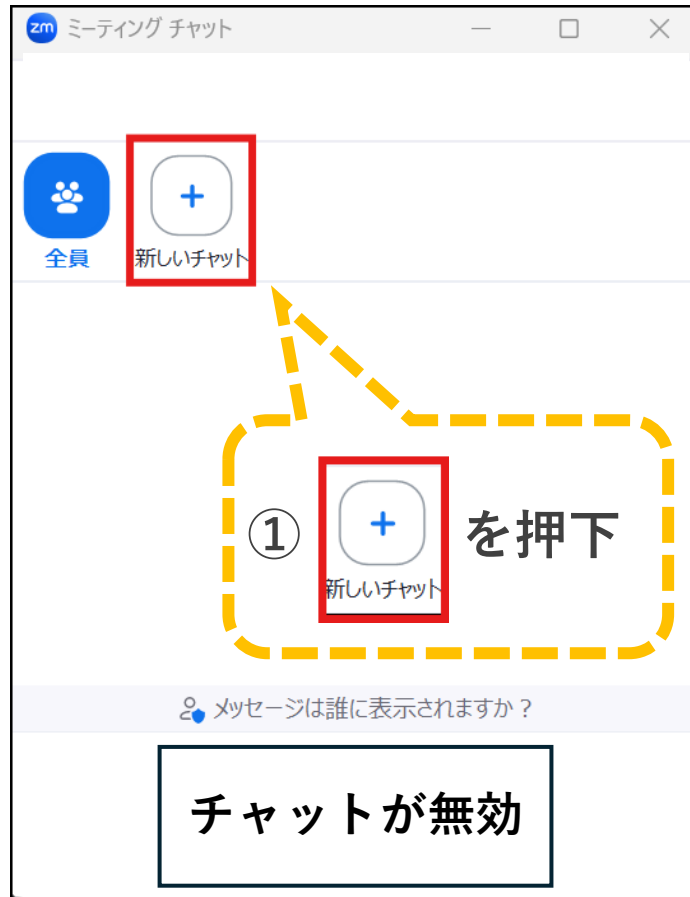 zm ミーティング チャット
全員
新しいチャット
① を押下
新しいチャット
メッセージは誰に表示されますか？
チャットが無効